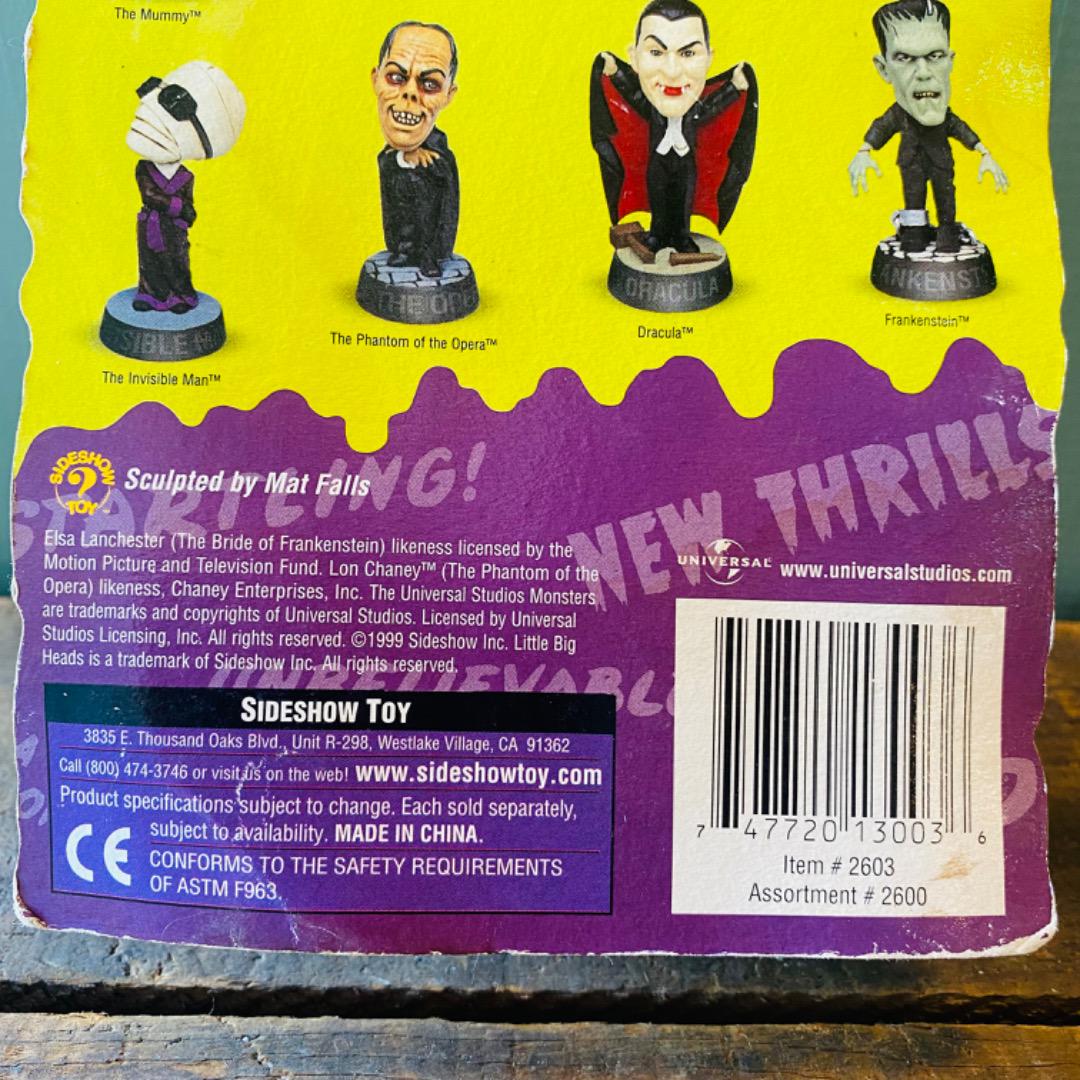 The Mummy™
SIBLE M
THE OPE
DRACULA
ANKENST
The Invisible Man™
The Phantom of the Opera™
Dracula™
Frankenstein™
SIDESHOW
?
TOY™
Sculpted by Mat Falls
STARTLING!
NEW THRILLS
Elsa Lanchester (The Bride of Frankenstein) likeness licensed by the
Motion Picture and Television Fund. Lon Chaney™ (The Phantom of the
Opera) likeness, Chaney Enterprises, Inc. The Universal Studios Monsters
are trademarks and copyrights of Universal Studios. Licensed by Universal
Studios Licensing, Inc. All rights reserved. ©1999 Sideshow Inc. Little Big
Heads is a trademark of Sideshow Inc. All rights reserved.
UNIVERSAL www.universalstudios.com
UNBELIEVABLE
SIDESHOW TOY
3835 E. Thousand Oaks Blvd., Unit R-298, Westlake Village, CA 91362
Call (800) 474-3746 or visit us on the web! www.sideshowtoy.com
Product specifications subject to change. Each sold separately,
subject to availability. MADE IN CHINA.
CE CONFORMS TO THE SAFETY REQUIREMENTS
OF ASTM F963.
7 47720 13003 6
Item # 2603
Assortment # 2600